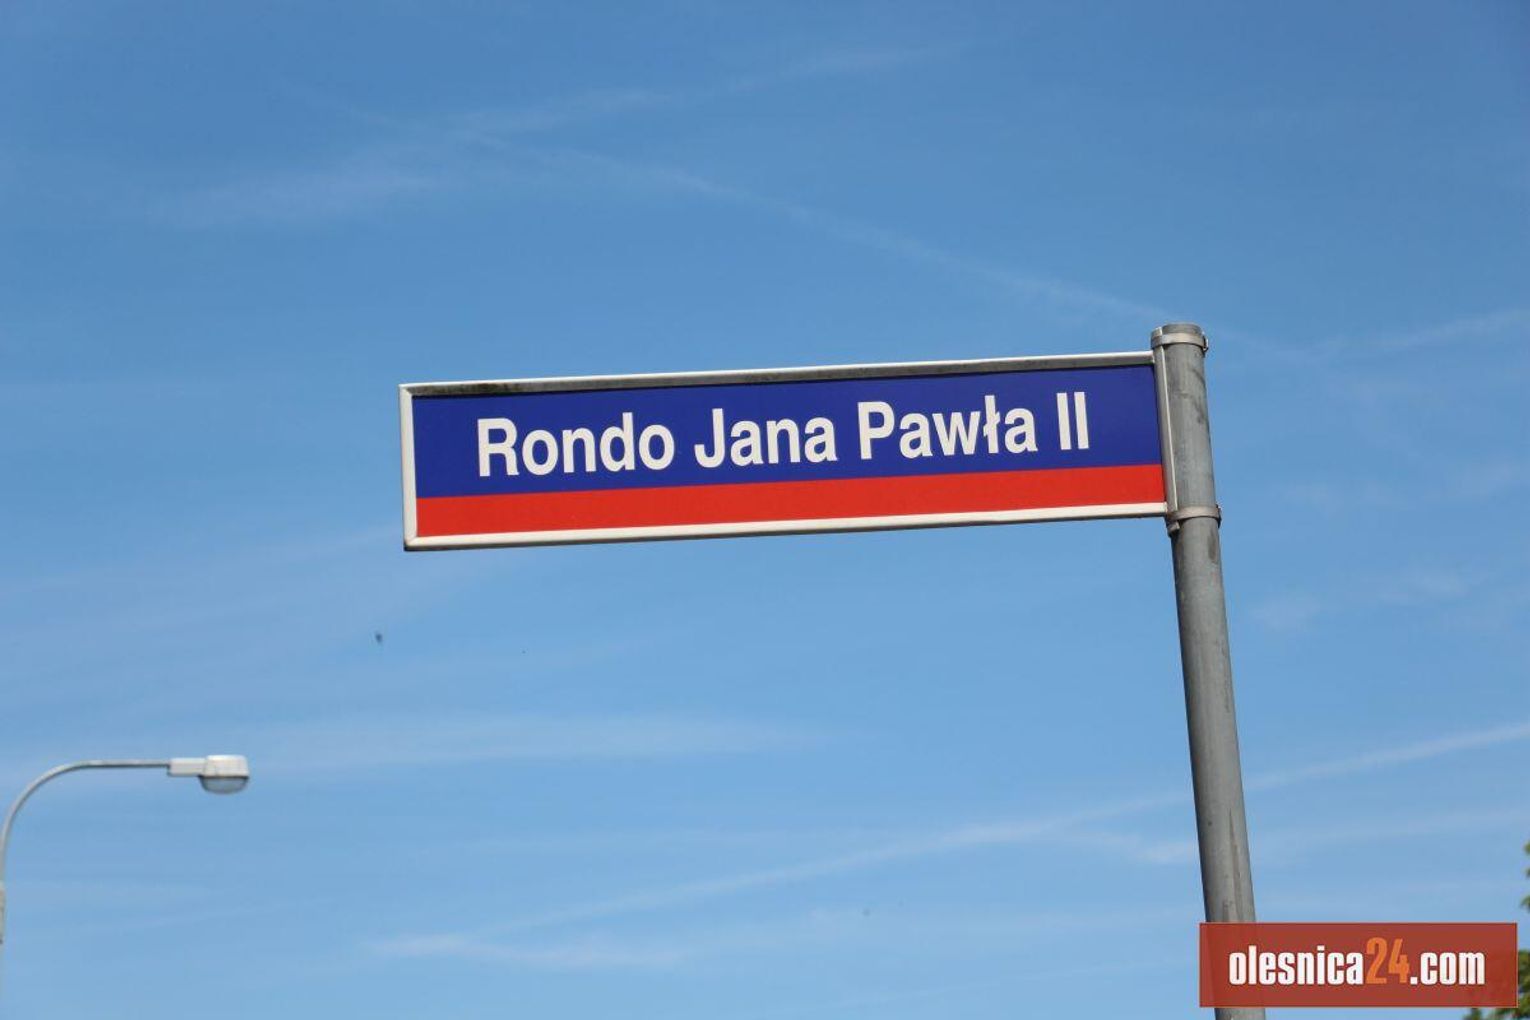 Rondo Jana Pawła II
olesnica24.com